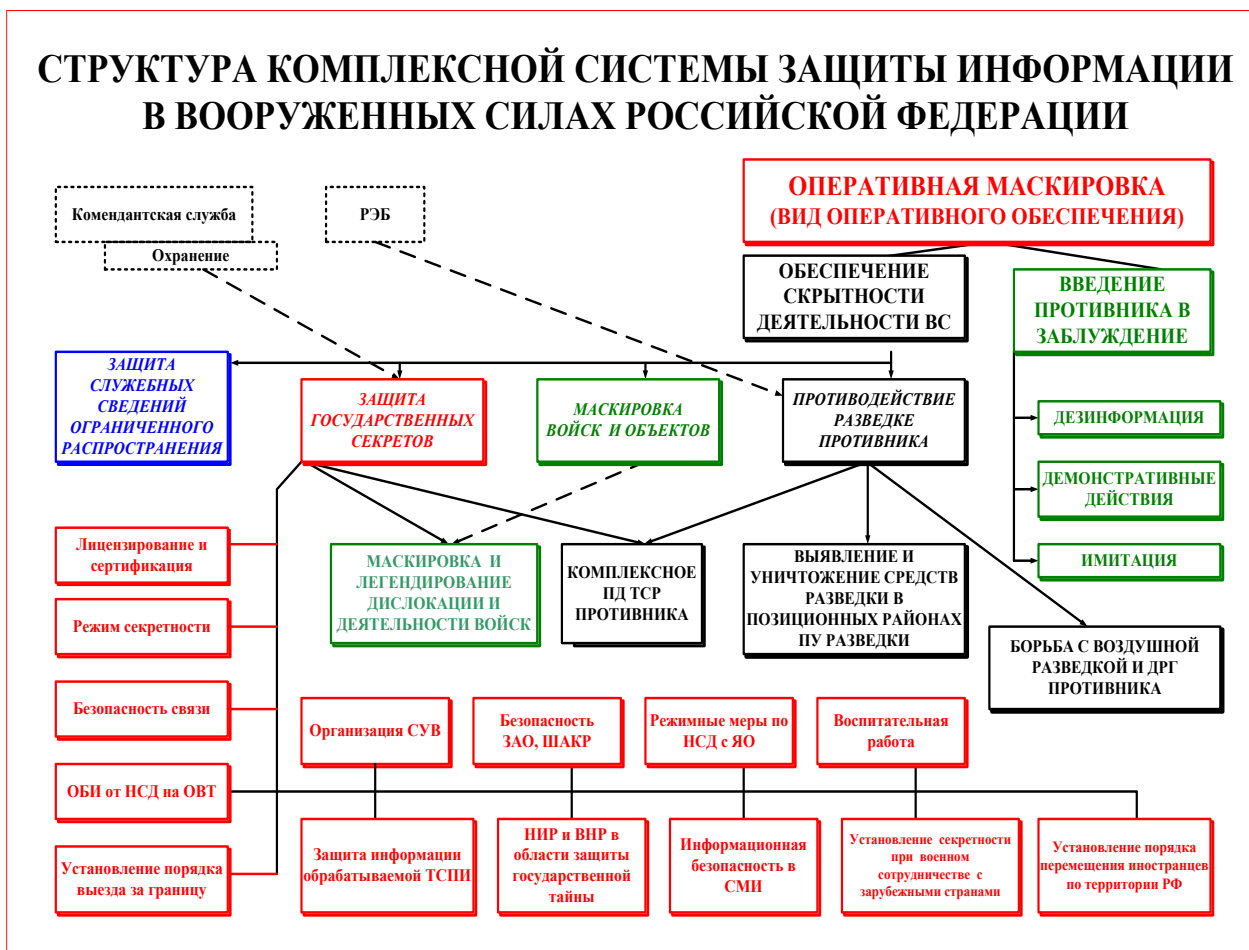 СТРУКТУРА КОМПЛЕКСНОЙ СИСТЕМЫ ЗАЩИТЫ ИНФОРМАЦИИ
В ВООРУЖЕННЫХ СИЛАХ РОССИЙСКОЙ ФЕДЕРАЦИИ
Комендантская служба
Охранение
РЭБ
ОПЕРАТИВНАЯ МАСКИРОВКА
(ВИД ОПЕРАТИВНОГО ОБЕСПЕЧЕНИЯ)
ОБЕСПЕЧЕНИЕ
СКРЫТНОСТИ
ДЕЯТЕЛЬНОСТИ ВС
ВВЕДЕНИЕ
ПРОТИВНИКА В
ЗАБЛУЖДЕНИЕ
ЗАЩИТА
СЛУЖЕБНЫХ
СВЕДЕНИЙ
ОГРАНИЧЕННОГО
РАСПРОСТРАНЕНИЯ
ЗАЩИТА
ГОСУДАРСТВЕННЫХ
СЕКРЕТОВ
МАСКИРОВКА
ВОЙСК И ОБЪЕКТОВ
ПРОТИВОДЕЙСТВИЕ
РАЗВЕДКЕ
ПРОТИВНИКА
ДЕЗИНФОРМАЦИЯ
ДЕМОНСТРАТИВНЫЕ
ДЕЙСТВИЯ
ИМИТАЦИЯ
Лицензирование и
сертификация
Режим секретности
Безопасность связи
ОБИ от НСД на ОВТ
Установление порядка
выезда за границу
МАСКИРОВКА И
ЛЕГЕНДИРОВАНИЕ
ДИСЛОКАЦИИ И
ДЕЯТЕЛЬНОСТИ ВОЙСК
КОМПЛЕКСНОЕ
ПД ТСР
ПРОТИВНИКА
ВЫЯВЛЕНИЕ И
УНИЧТОЖЕНИЕ СРЕДСТВ
РАЗВЕДКИ В
ПОЗИЦИОННЫХ РАЙОНАХ
ПУ РАЗВЕДКИ
БОРЬБА С ВОЗДУШНОЙ
РАЗВЕДКОЙ И ДРГ
ПРОТИВНИКА
Организация СУВ
Безопасность
ЗАО, ШАКР
Режимные меры по
НСД с ЯО
Воспитательная
работа
Защита информации
обрабатываемой ТСПИ
НИР и ВНР в
области защиты
государственной
тайны
Информационная
безопасность в
СМИ
Установление секретности
при военном
сотрудничестве с
зарубежными странами
Установление порядка
перемещения иностранцев
по территории РФ